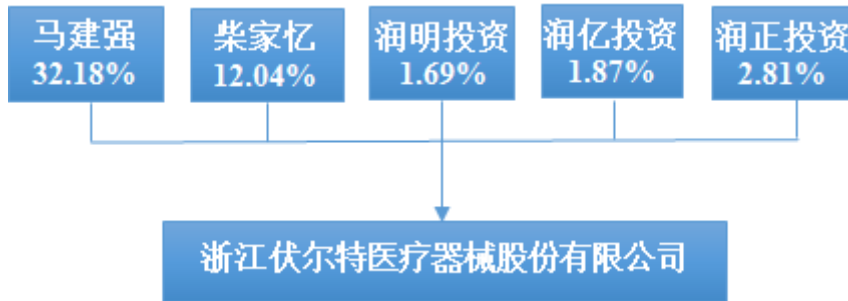 马建强
32.18%
柴家忆
12.04%
润明投资
1.69%
润亿投资
1.87%
润正投资
2.81%
浙江伏尔特医疗器械股份有限公司